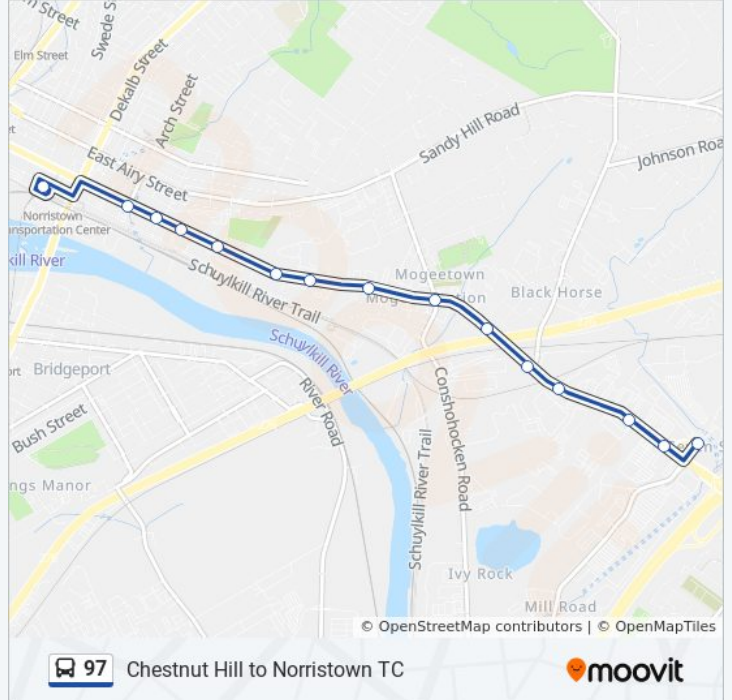 Swede S
Elm Street
Dekalb Street
Arch Street
Sandy Hill Road
Johnson Roa
East Airy Street
Norristown
ansportation Center
kill River
Schuylkill River Trail
Mogeetown
Black Horse
Schuylkill River
Bridgeport
River Road
Bush Street
Conshohocken Road
Schuylkill River Trail
ngs Manor
Ivy Rock
Mill Road
© OpenStreetMap contributors | © OpenMapTiles
97 Chestnut Hill to Norristown TC
moovit